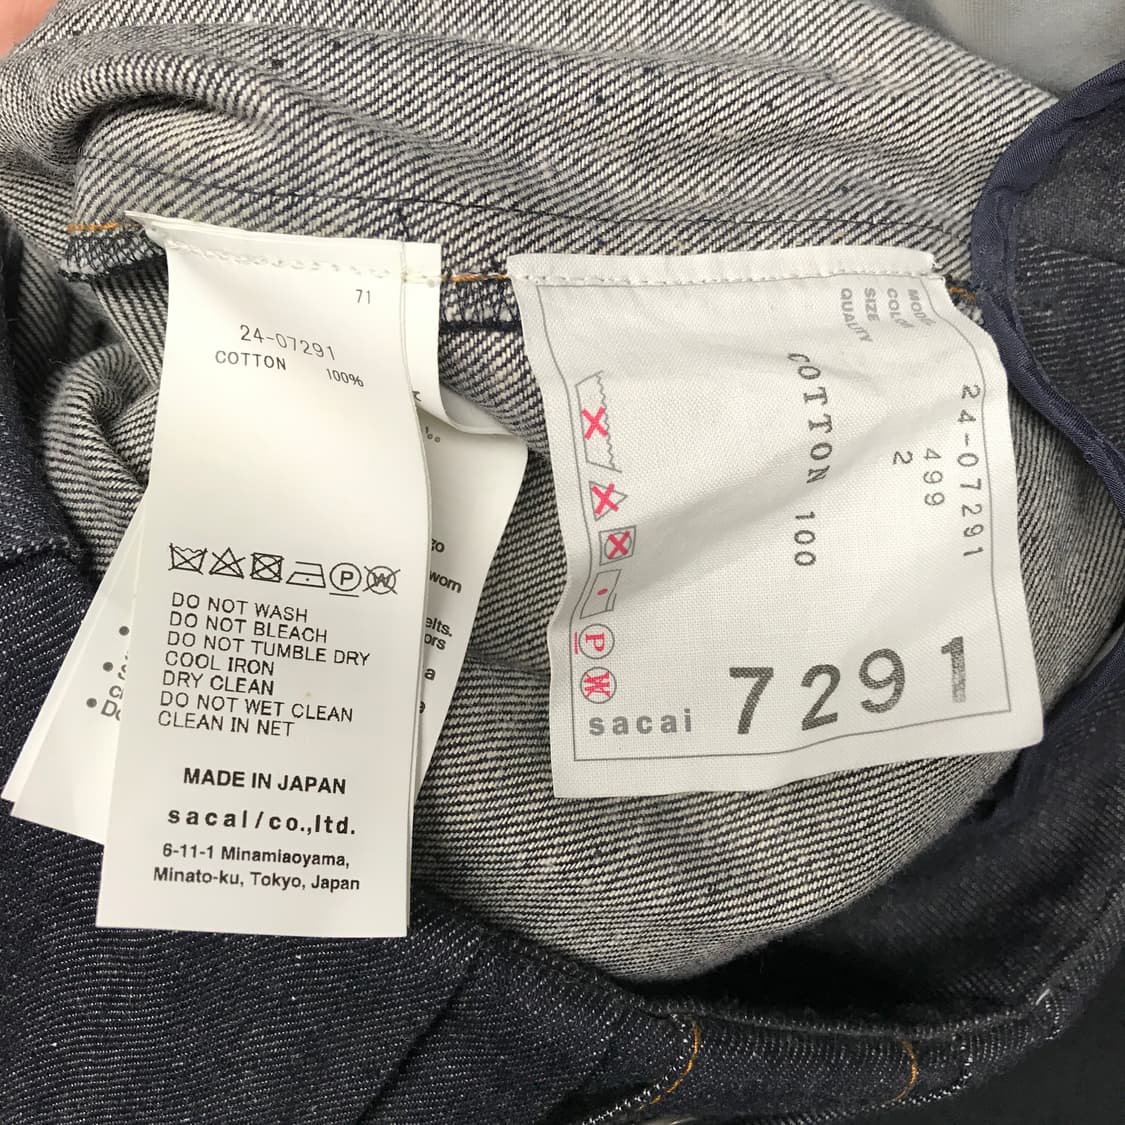 71
24-07291
COTTON 100%
DO NOT WASH
DO NOT BLEACH
DO NOT TUMBLE DRY
COOL IRON
DRY CLEAN
DO NOT WET CLEAN
CLEAN IN NET
MADE IN JAPAN
sacai/co.,ltd.
6-11-1 Minamiaoyama,
Minato-ku, Tokyo, Japan
worn
a
MODEL 24-07291
COLOR 499
SIZE 2
QUALITY
COTTON 100
P
W
sacai 7291